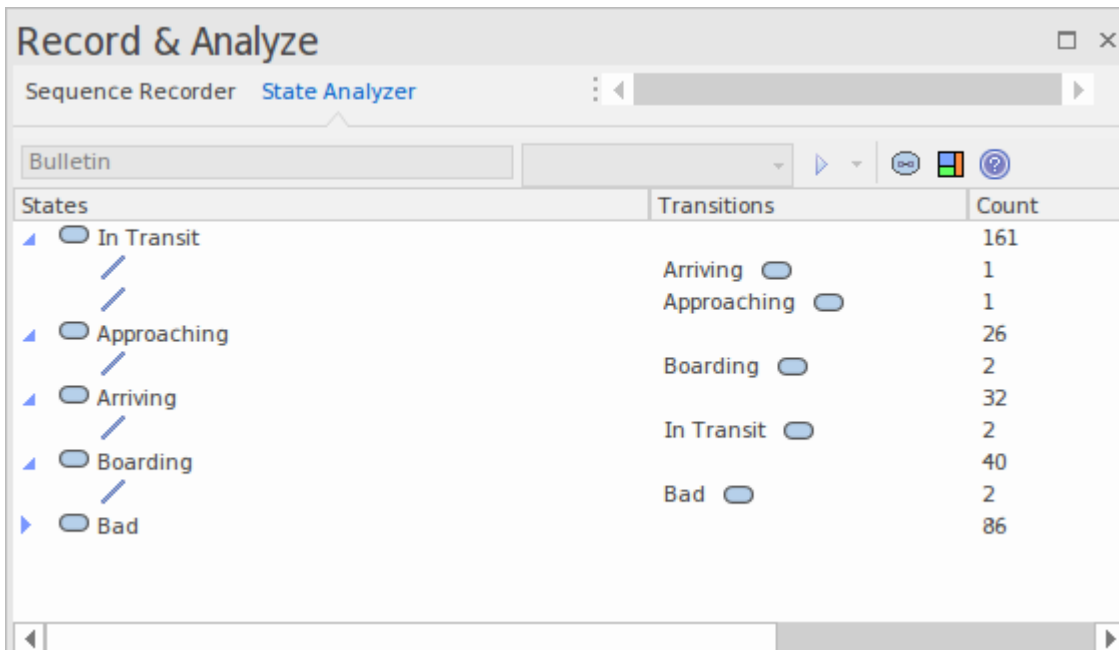 Record & Analyze
Sequence Recorder State Analyzer
Bulletin
States Transitions Count
In Transit 161
Arriving 1
Approaching 1
Approaching 26
Boarding 2
Arriving 32
In Transit 2
Boarding 40
Bad 2
Bad 86